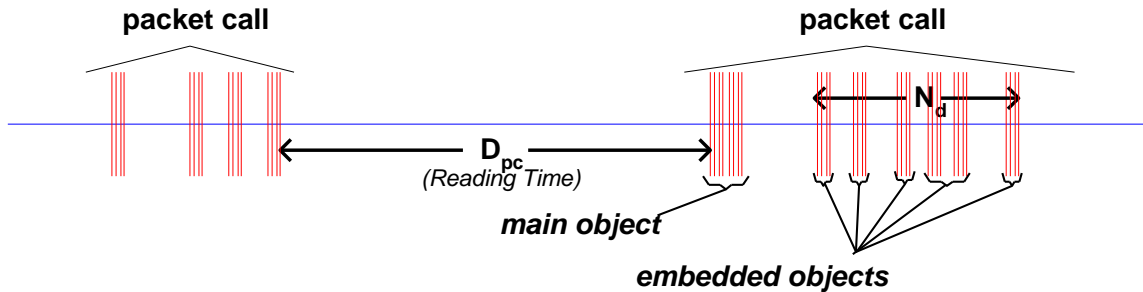 packet call
packet call
N_d
D_pc
(Reading Time)
main object
embedded objects